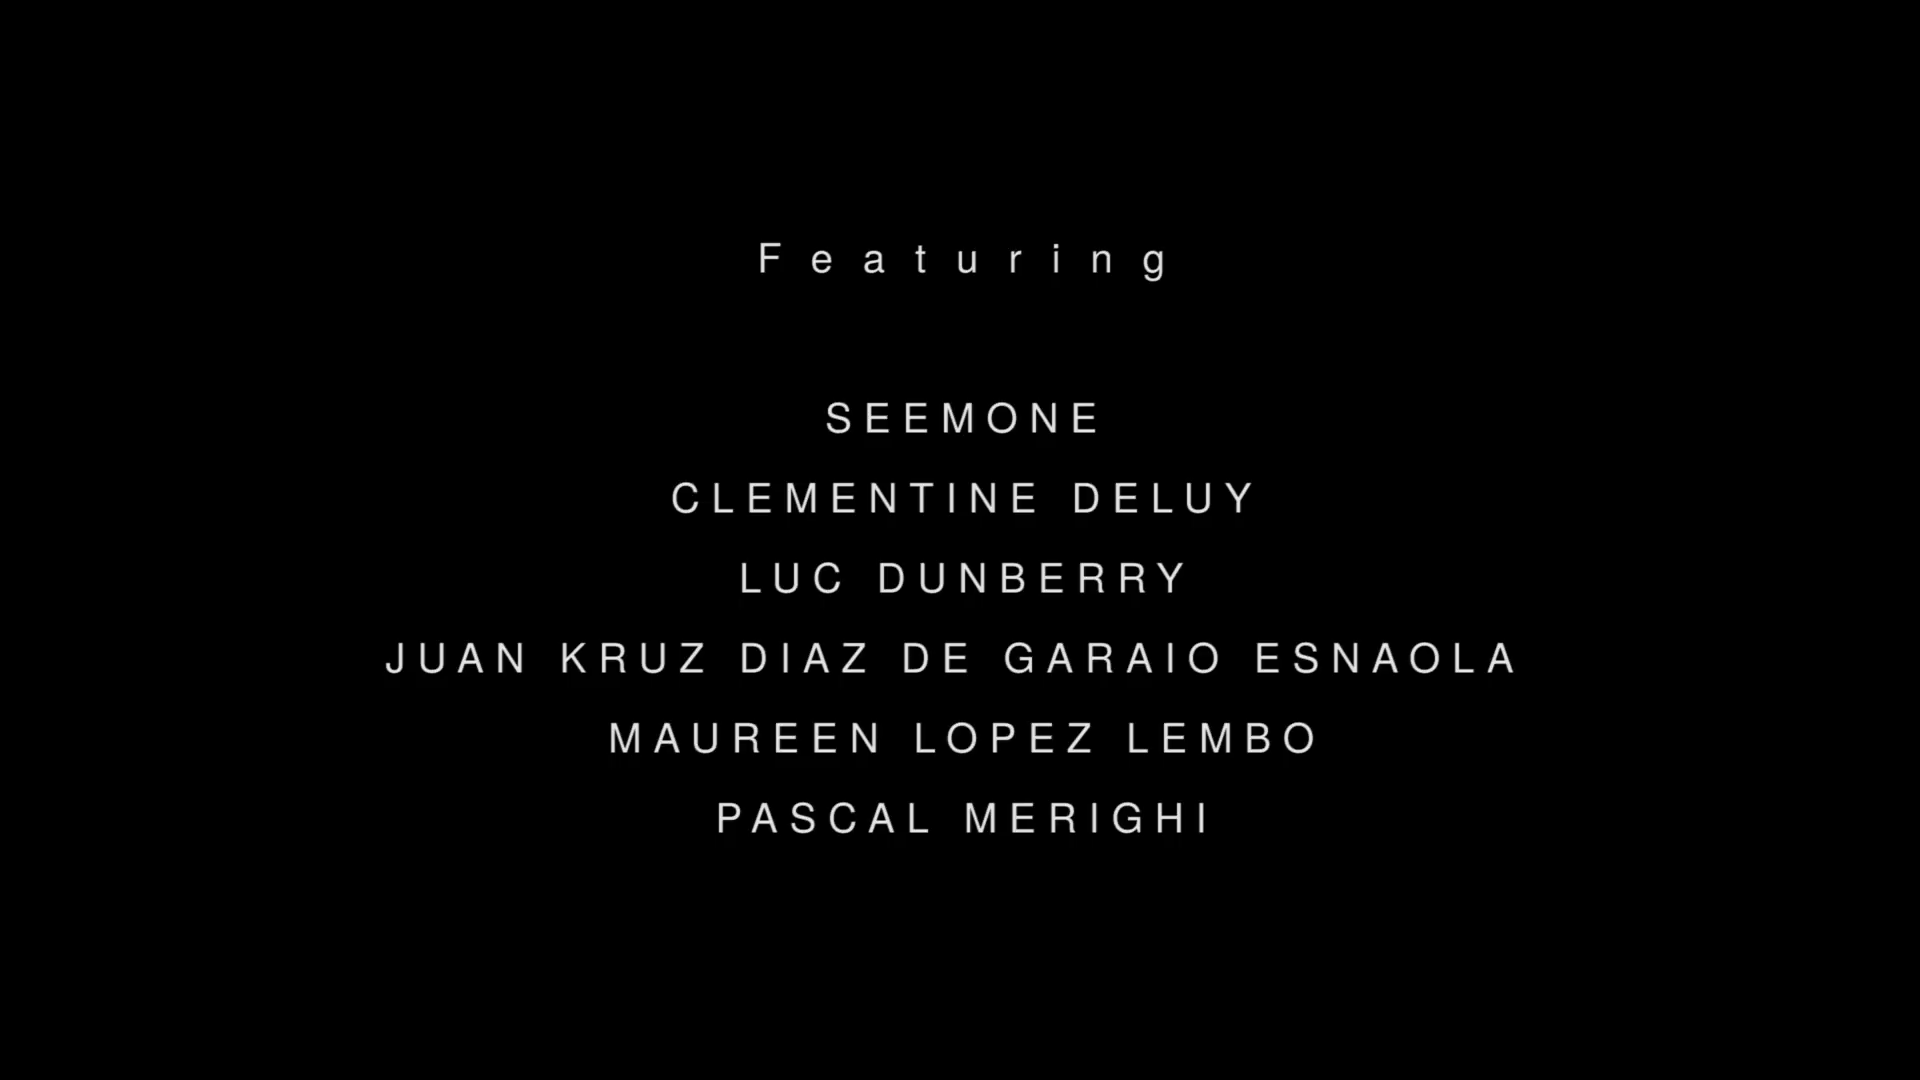 Featuring
SEEMONE
CLEMENTINE DELUY
LUC DUNBERRY
JUAN KRUZ DIAZ DE GARAIO ESNAOLA
MAUREEN LOPEZ LEMBO
PASCAL MERIGHI